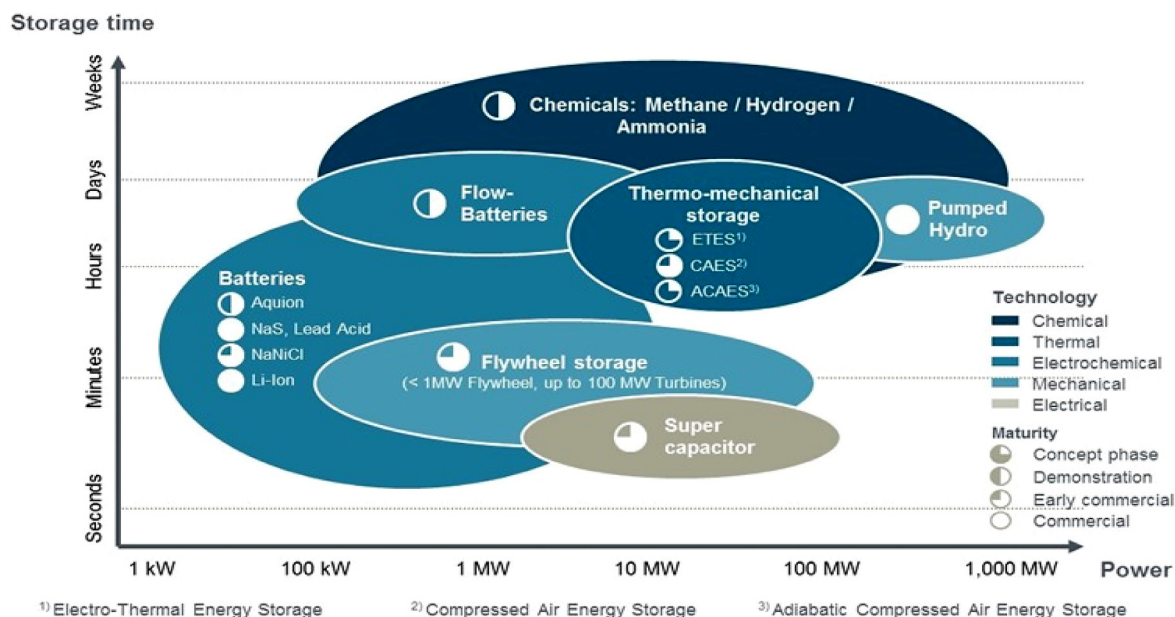 Storage time
Weeks
Days
Hours
Minutes
Seconds
Chemicals: Methane / Hydrogen /
Ammonia
Flow-
Batteries
Thermo-mechanical
storage
ETES1)
CAES2)
ACAES3)
Pumped
Hydro
Batteries
Aquion
NaS, Lead Acid
NaNiCl
Li-Ion
Flywheel storage
(< 1MW Flywheel, up to 100 MW Turbines)
Super
capacitor
Technology
Chemical
Thermal
Electrochemical
Mechanical
Electrical
Maturity
Concept phase
Demonstration
Early commercial
Commercial
1 kW 100 kW 1 MW 10 MW 100 MW 1,000 MW Power
1) Electro-Thermal Energy Storage 2) Compressed Air Energy Storage 3) Adiabatic Compressed Air Energy Storage